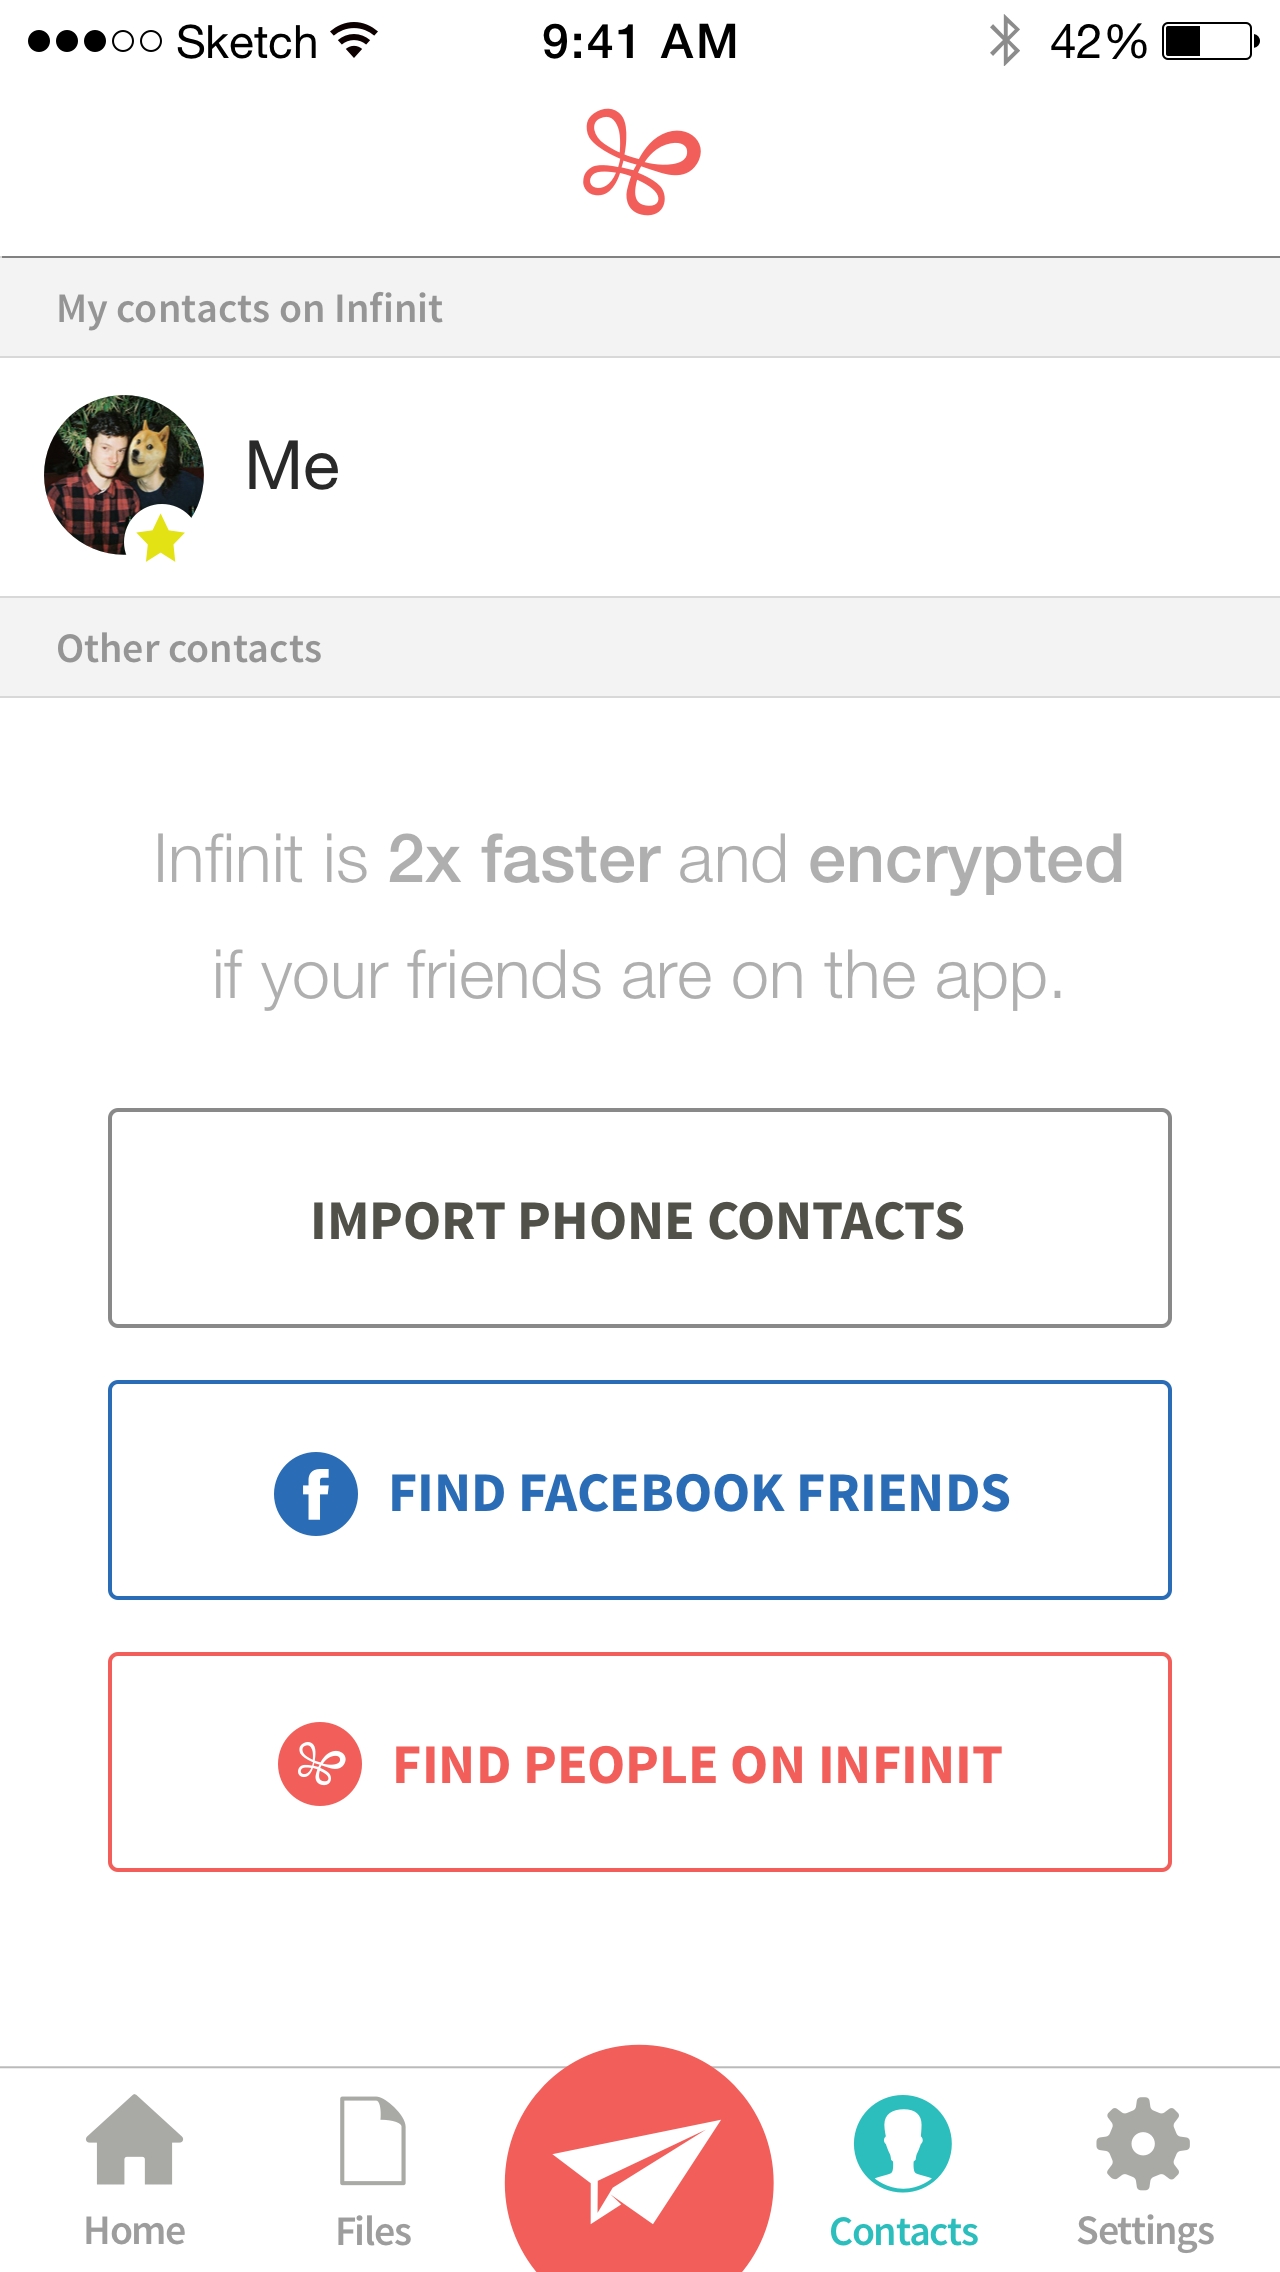 Sketch 9:41 AM 42%
My contacts on Infinit
Me
Other contacts
Infinit is 2x faster and encrypted
if your friends are on the app.
IMPORT PHONE CONTACTS
f FIND FACEBOOK FRIENDS
FIND PEOPLE ON INFINIT
Home Files Contacts Settings